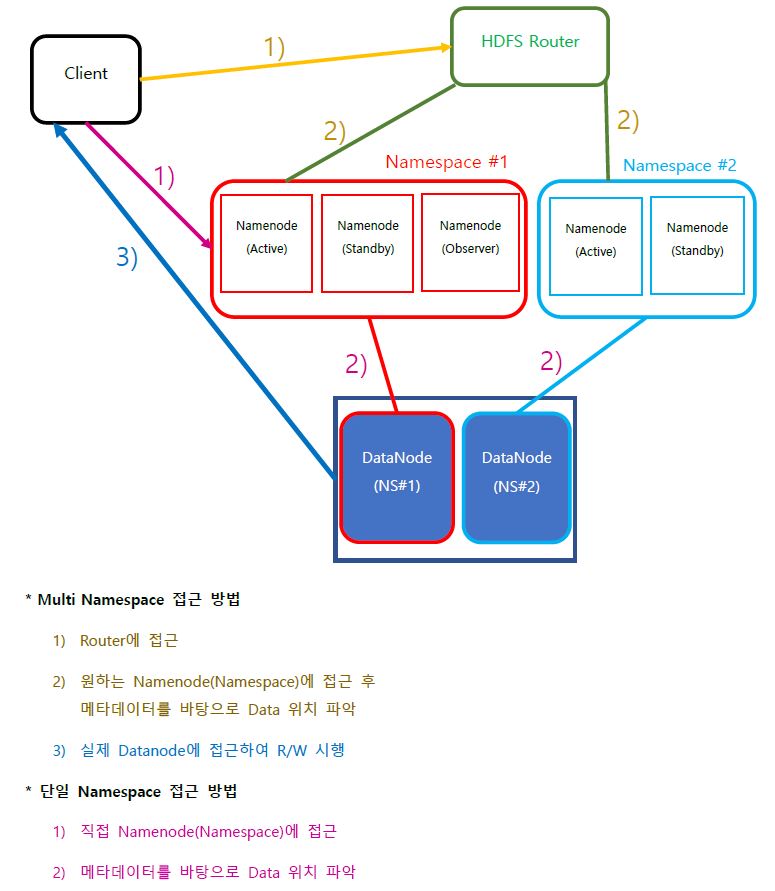 1)
HDFS Router
Client
2)
2)
Namespace #1
Namespace #2
1)
Namenode
(Active)
Namenode
(Standby)
Namenode
(Observer)
Namenode
(Active)
Namenode
(Standby)
3)
2)
2)
DataNode
(NS#1)
DataNode
(NS#2)
* Multi Namespace 접근 방법
1) Router에 접근
2) 원하는 Namenode(Namespace)에 접근 후
메타데이터를 바탕으로 Data 위치 파악
3) 실제 Datanode에 접근하여 R/W 시행
* 단일 Namespace 접근 방법
1) 직접 Namenode(Namespace)에 접근
2) 메타데이터를 바탕으로 Data 위치 파악